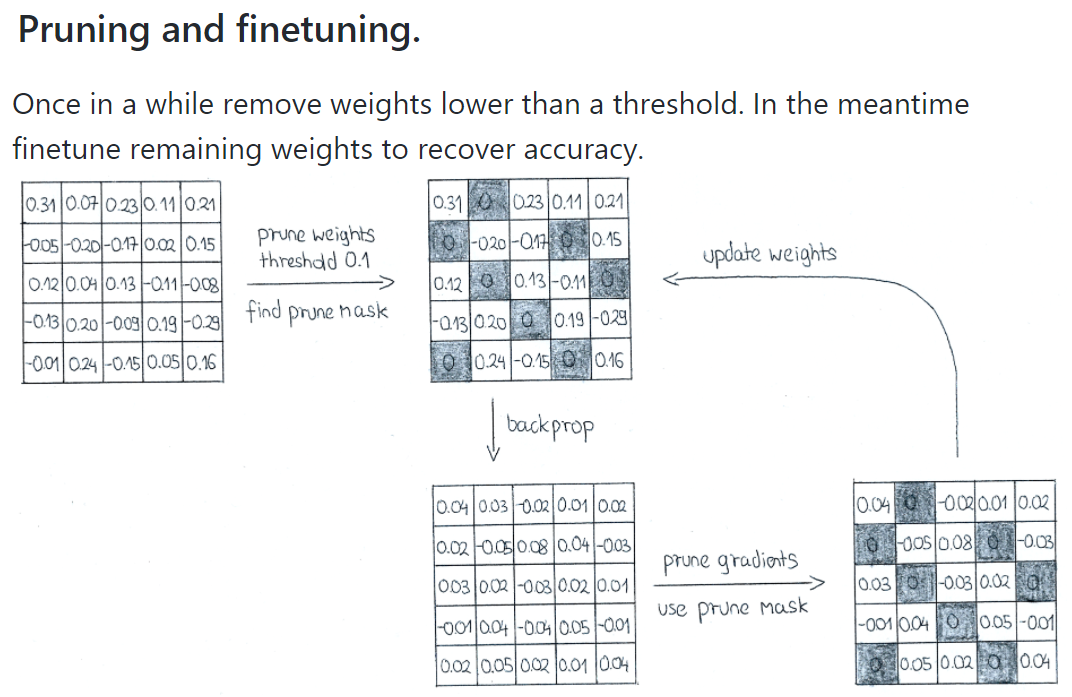 Pruning and finetuning.
Once in a while remove weights lower than a threshold. In the meantime
finetune remaining weights to recover accuracy.
0.31 0.07 0.23 0.11 0.21
-0.05 -0.20 -0.17 0.02 0.15
0.12 0.04 0.13 -0.11 -0.08
-0.13 0.20 -0.09 0.19 -0.29
-0.01 0.24 -0.15 0.05 0.16
prune weights
threshold 0.1
find prune mask
0.31 0 0.23 0.11 0.21
0 -0.20 -0.17 0 0.15
0.12 0 0.13 -0.11 0
-0.13 0.20 0 0.19 -0.29
0 0.24 -0.15 0 0.16
update weights
backprop
0.04 0.03 -0.02 0.01 0.02
0.02 -0.05 0.08 0.04 -0.03
0.03 0.02 -0.03 0.02 0.01
-0.01 0.04 -0.04 0.05 -0.01
0.02 0.05 0.02 0.01 0.04
prune gradients
use prune mask
0.04 0 -0.02 0.01 0.02
0 -0.05 0.08 0 -0.03
0.03 0 -0.03 0.02 0
-0.01 0.04 0 0.05 -0.01
0 0.05 0.02 0 0.04